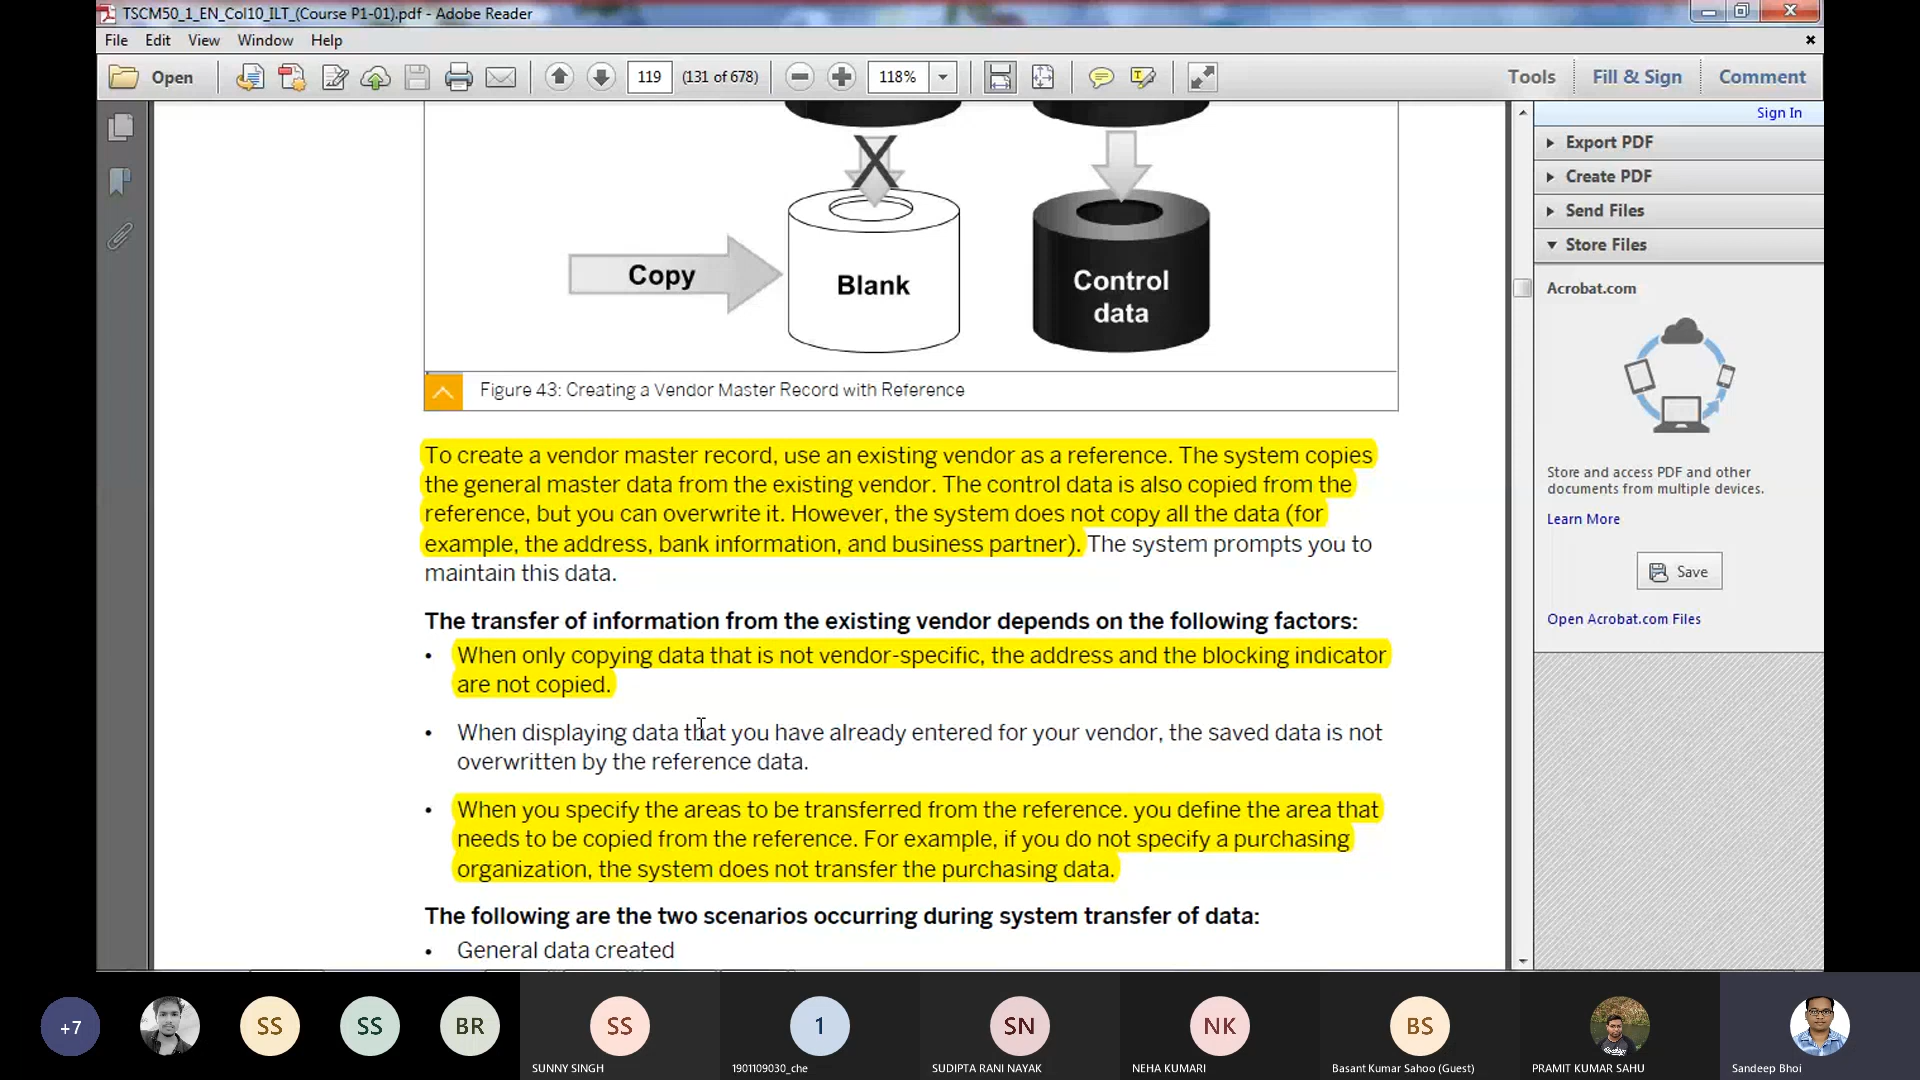 TSCM50_1_EN_Col10_ILT_(Course P1-01).pdf - Adobe Reader
File Edit View Window Help
Open 119 (131 of 678) 118% Tools Fill & Sign Comment
Sign In
Export PDF
Create PDF
Send Files
Store Files
Acrobat.com
Store and access PDF and other
documents from multiple devices.
Learn More
Save
Open Acrobat.com Files
X
Copy
Blank
Control
data
Figure 43: Creating a Vendor Master Record with Reference
To create a vendor master record, use an existing vendor as a reference. The system copies
the general master data from the existing vendor. The control data is also copied from the
reference, but you can overwrite it. However, the system does not copy all the data (for
example, the address, bank information, and business partner). The system prompts you to
maintain this data.
The transfer of information from the existing vendor depends on the following factors:
• When only copying data that is not vendor-specific, the address and the blocking indicator
are not copied.
• When displaying data that you have already entered for your vendor, the saved data is not
overwritten by the reference data.
• When you specify the areas to be transferred from the reference. you define the area that
needs to be copied from the reference. For example, if you do not specify a purchasing
organization, the system does not transfer the purchasing data.
The following are the two scenarios occurring during system transfer of data:
• General data created
+7 SS SS BR SS 1 SN NK BS
SUNNY SINGH 1901109030_che SUDIPTA RANI NAYAK NEHA KUMARI Basant Kumar Sahoo (Guest) PRAMIT KUMAR SAHU Sandeep Bhoi